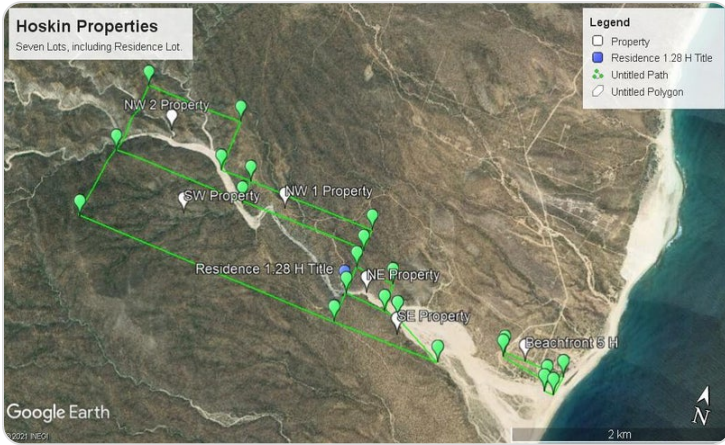 Hoskin Properties
Seven Lots, including Residence Lot.
Legend
Property
Residence 1.28 H Title
Untitled Path
Untitled Polygon
NW 2 Property
SW Property
NW 1 Property
Residence 1.28 H Title
NE Property
SE Property
Beachfront 5 H
Google Earth
© 2021 INEGI
N
2 km